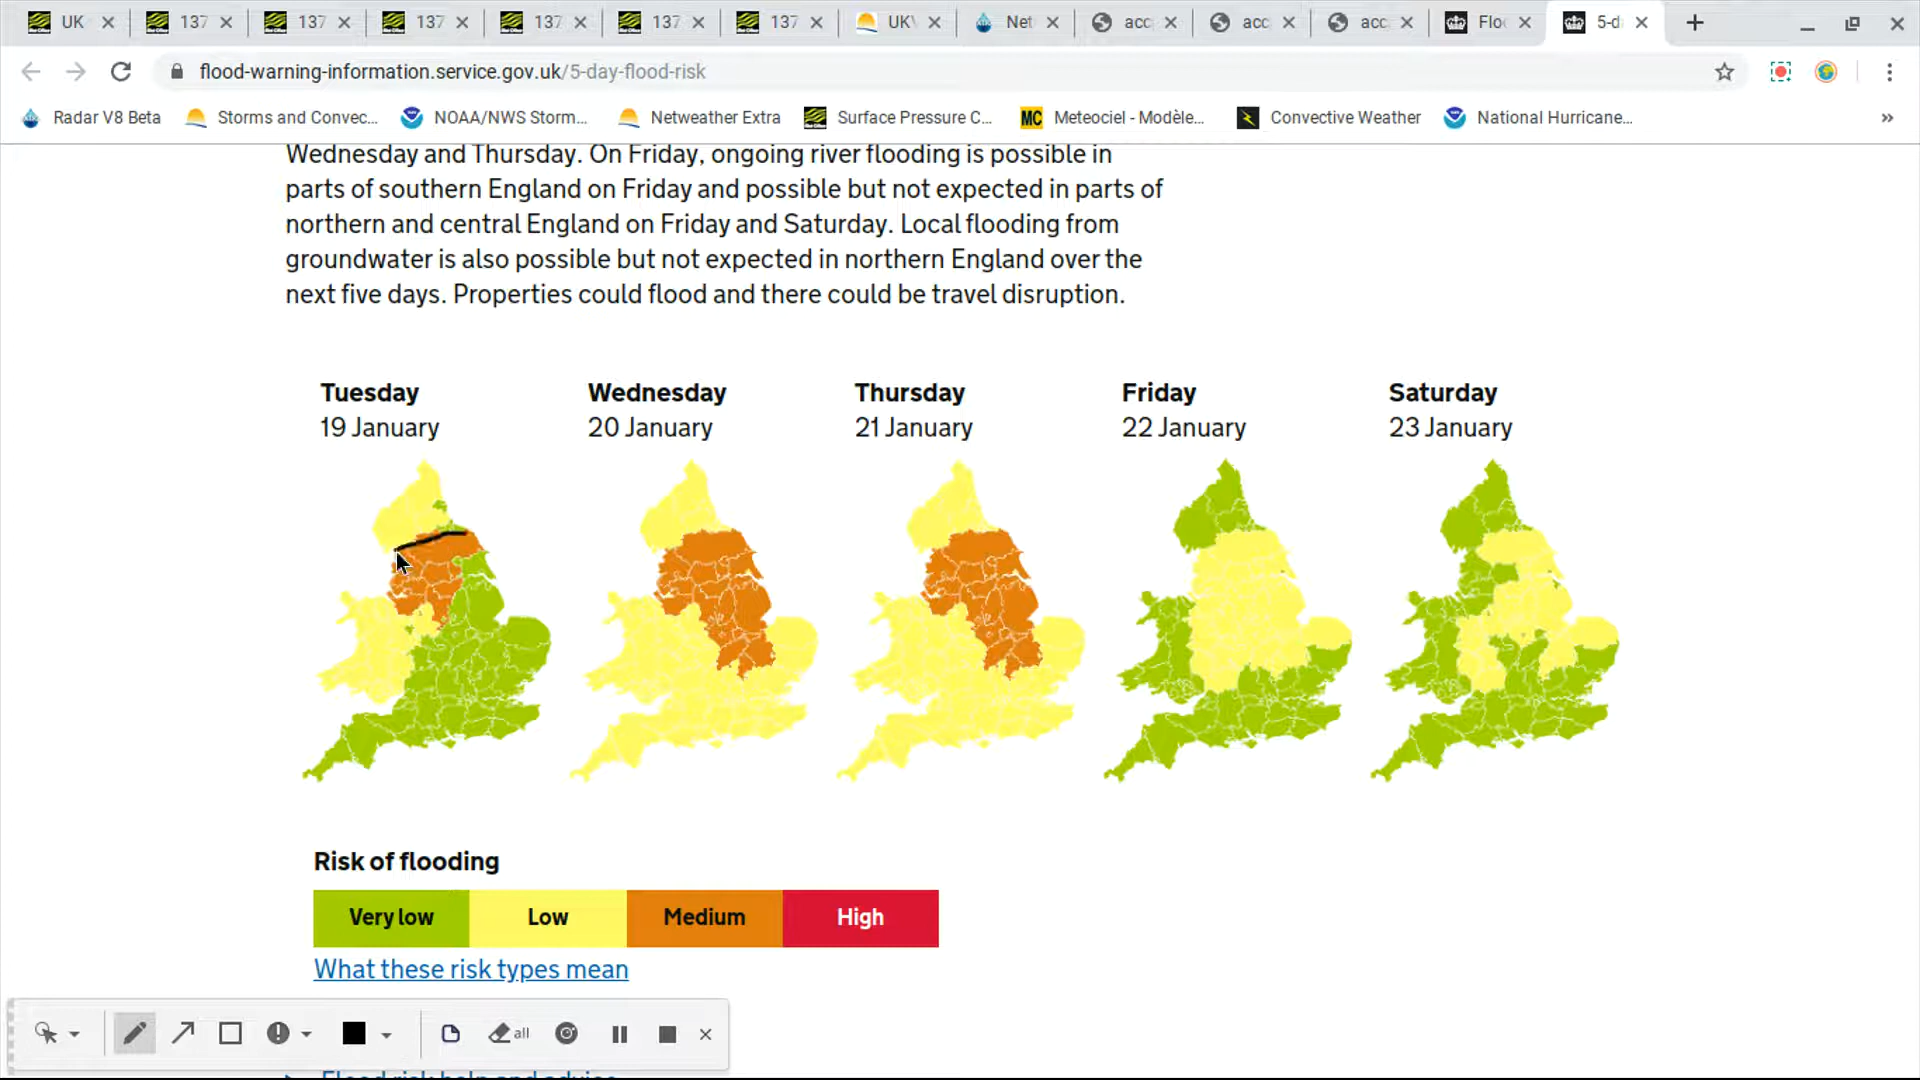 UK 137 137 137 137 137 137 UKV Net acc acc acc Flo 5-d
flood-warning-information.service.gov.uk/5-day-flood-risk
Radar V8 Beta Storms and Convec... NOAA/NWS Storm... Netweather Extra Surface Pressure C... MC Meteociel - Modèle... Convective Weather National Hurricane... »
Wednesday and Thursday. On Friday, ongoing river flooding is possible in
parts of southern England on Friday and possible but not expected in parts of
northern and central England on Friday and Saturday. Local flooding from
groundwater is also possible but not expected in northern England over the
next five days. Properties could flood and there could be travel disruption.
Tuesday Wednesday Thursday Friday Saturday
19 January 20 January 21 January 22 January 23 January
Risk of flooding
Very low Low Medium High
What these risk types mean
all
Flood risk help and advice